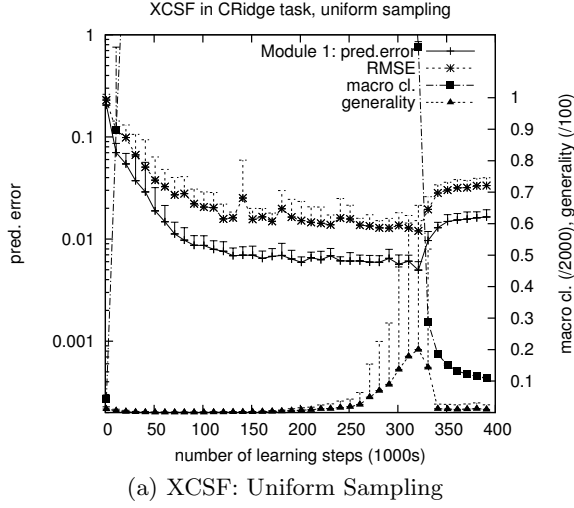 XCSF in CRidge task, uniform sampling
Module 1: pred.error
RMSE
macro cl.
generality
pred. error
1
0.1
0.01
0.001
macro cl. (/2000), generality (/100)
1
0.9
0.8
0.7
0.6
0.5
0.4
0.3
0.2
0.1
0 50 100 150 200 250 300 350 400
number of learning steps (1000s)
(a) XCSF: Uniform Sampling